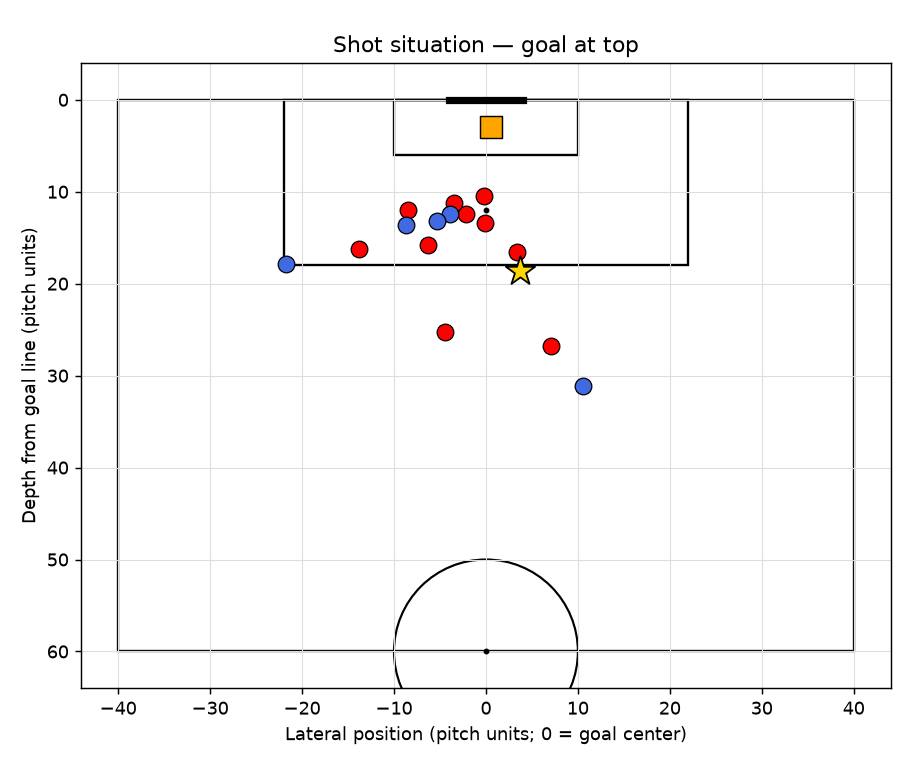 Shot situation — goal at top
Depth from goal line (pitch units)
0
10
20
30
40
50
60
−40 −30 −20 −10 0 10 20 30 40
Lateral position (pitch units; 0 = goal center)